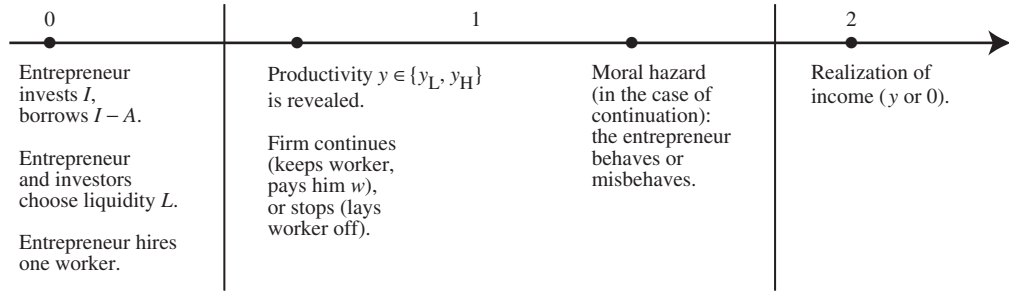 0
1
2
Entrepreneur
invests I,
borrows I – A.
Entrepreneur
and investors
choose liquidity L.
Entrepreneur hires
one worker.
Productivity y ∈ {yL, yH}
is revealed.
Firm continues
(keeps worker,
pays him w),
or stops (lays
worker off).
Moral hazard
(in the case of
continuation):
the entrepreneur
behaves or
misbehaves.
Realization of
income (y or 0).